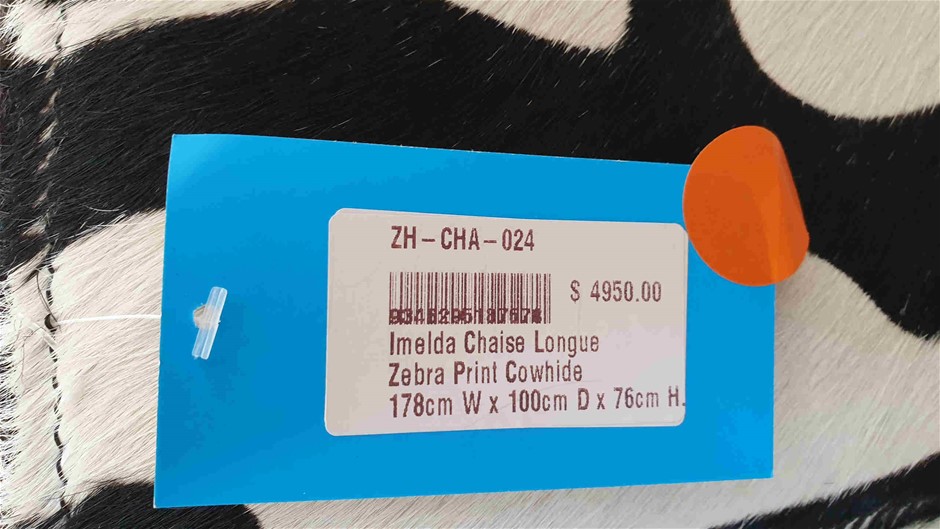 ZH-CHA-024
$ 4950.00
Imelda Chaise Longue
Zebra Print Cowhide
178cm W x 100cm D x 76cm H.